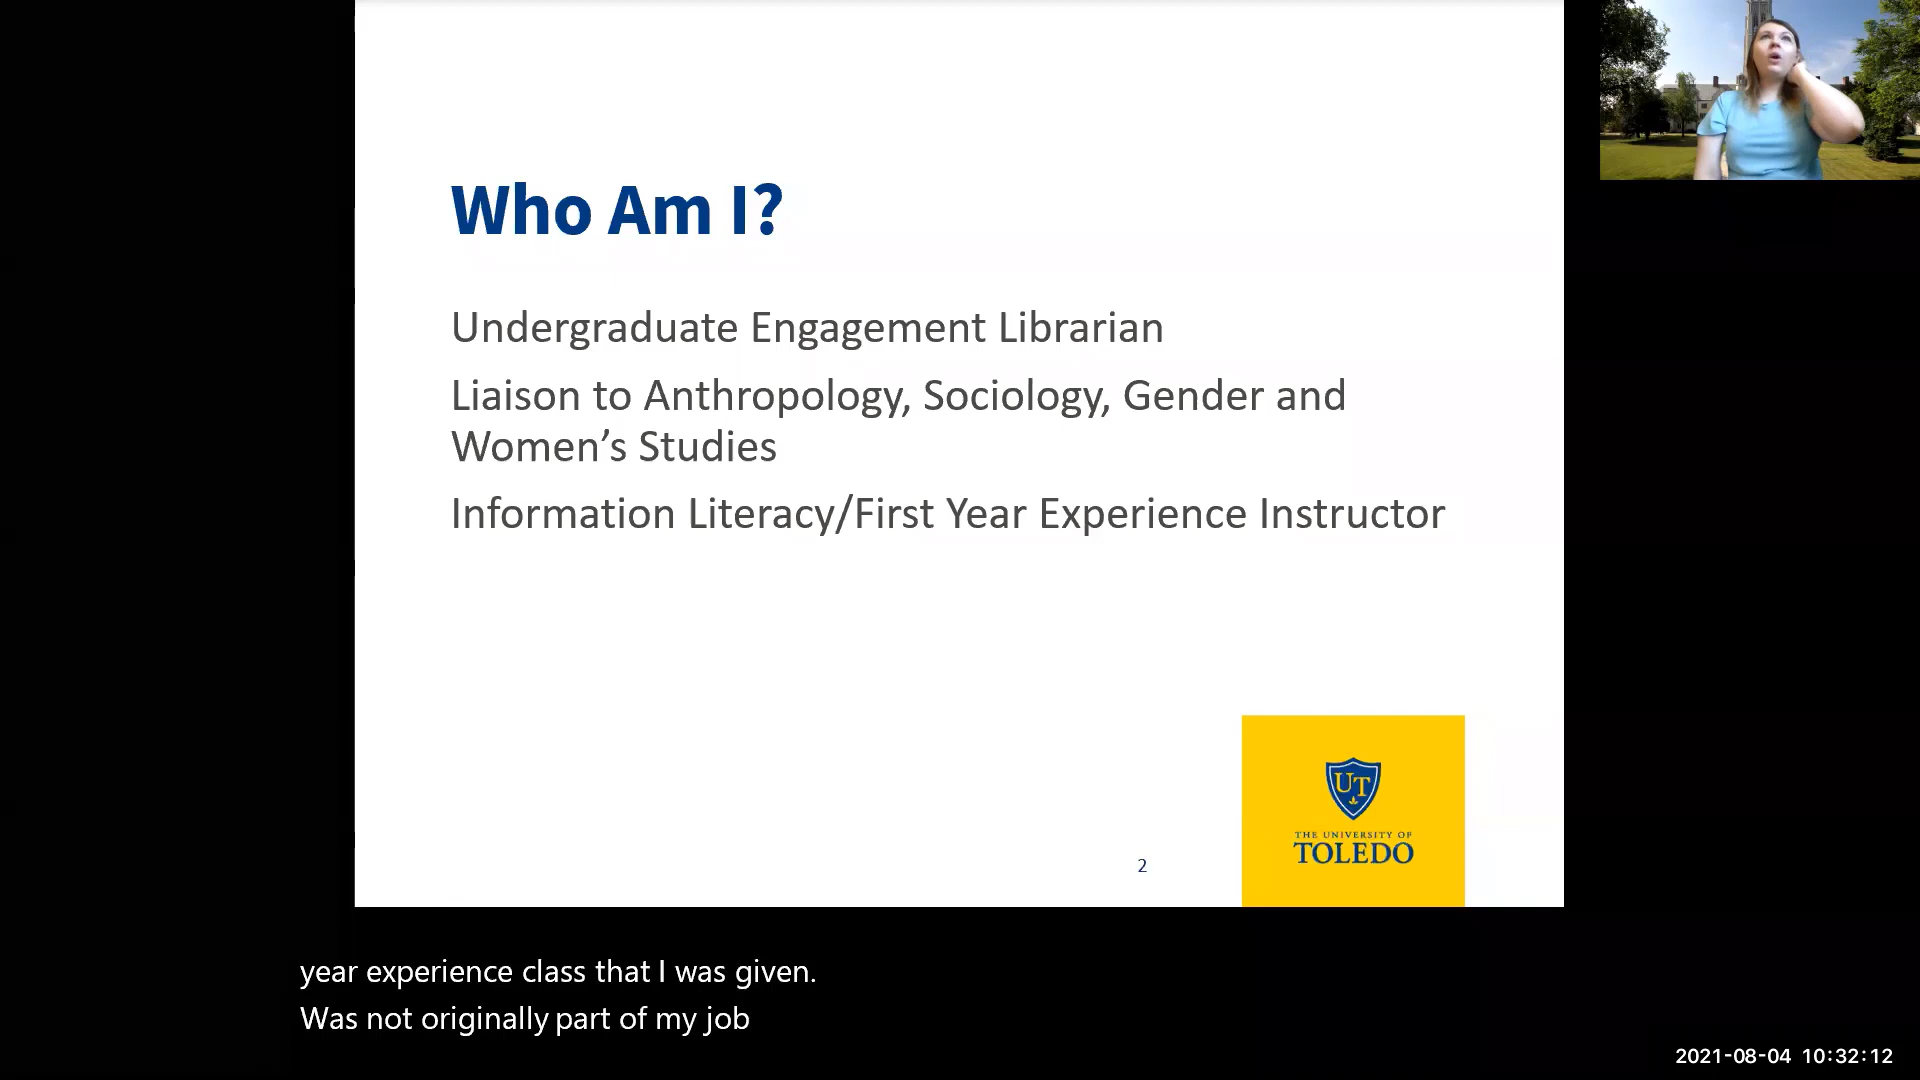 Who Am I?
Undergraduate Engagement Librarian
Liaison to Anthropology, Sociology, Gender and
Women’s Studies
Information Literacy/First Year Experience Instructor
UT
THE UNIVERSITY OF
TOLEDO
2
year experience class that I was given.
Was not originally part of my job
2021-08-04 10:32:12